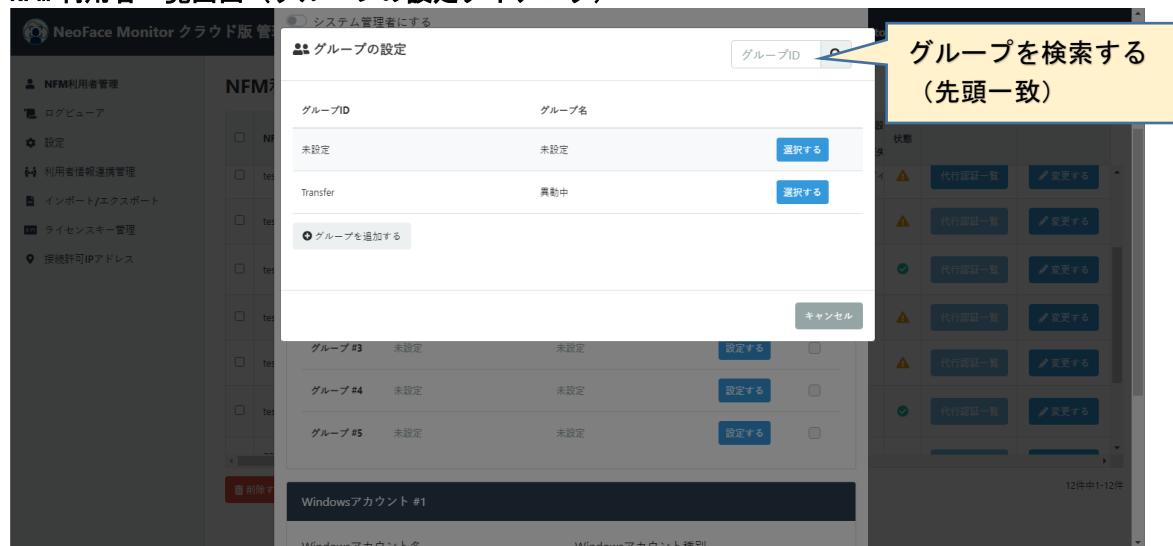 システム管理者にする
NeoFace Monitor クラウド版 管
グループの設定
グループID
グループを検索する
（先頭一致）
NFM利用者管理
ログビューア
設定
利用者情報連携管理
インポート/エクスポート
ライセンスキー管理
接続許可IPアドレス
グループID グループ名
未設定 未設定 選択する
Transfer 異動中 選択する
グループを追加する
キャンセル
状態
代行認証一覧 変更する
代行認証一覧 変更する
代行認証一覧 変更する
代行認証一覧 変更する
代行認証一覧 変更する
代行認証一覧 変更する
グループ #3 未設定 未設定 設定する
グループ #4 未設定 未設定 設定する
グループ #5 未設定 未設定 設定する
削除す
12件中1-12件
Windowsアカウント #1